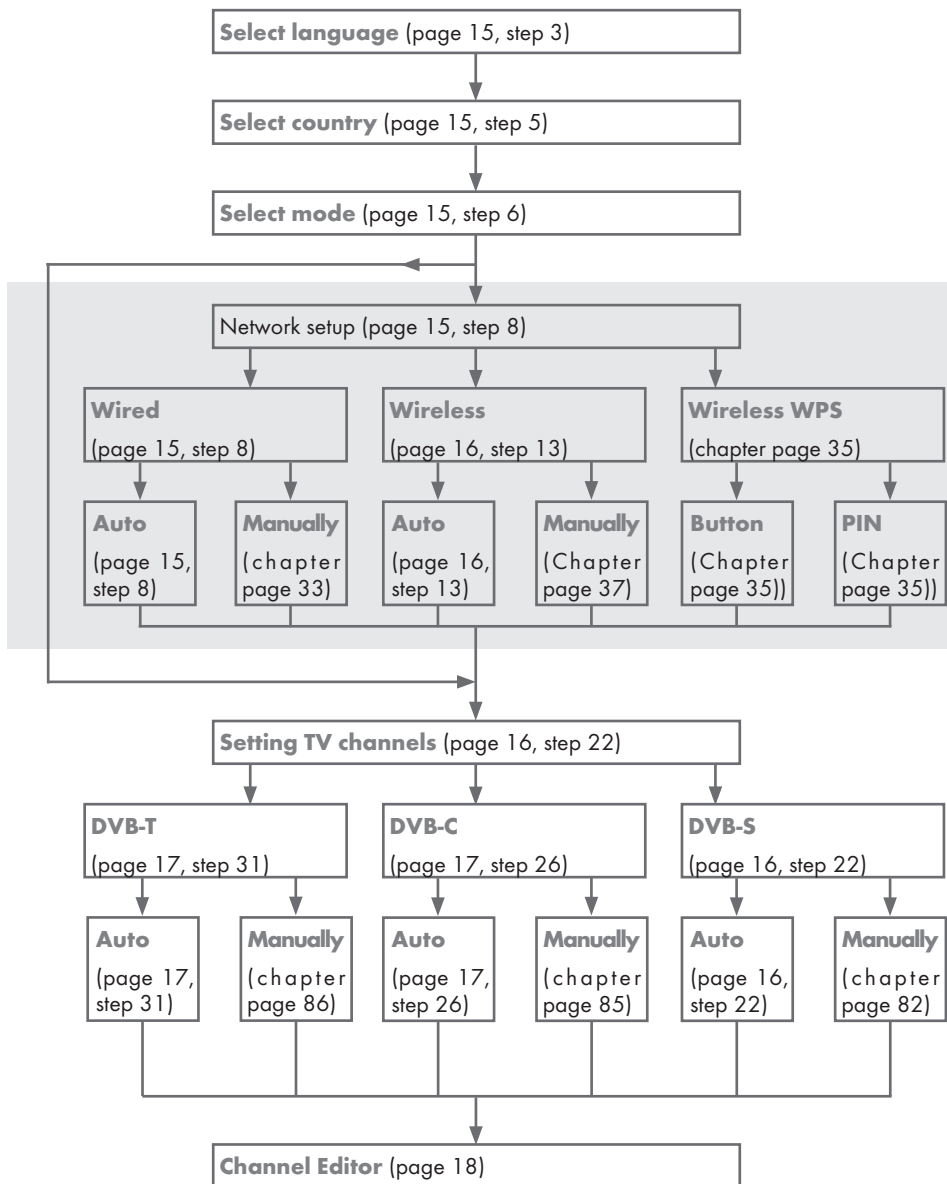 Select language (page 15, step 3)
Select country (page 15, step 5)
Select mode (page 15, step 6)
Network setup (page 15, step 8)
Wired
(page 15, step 8)
Wireless
(page 16, step 13)
Wireless WPS
(chapter page 35)
Auto
(page 15,
step 8)
Manually
(chapter
page 33)
Auto
(page 16,
step 13)
Manually
(Chapter
page 37)
Button
(Chapter
page 35))
PIN
(Chapter
page 35))
Setting TV channels (page 16, step 22)
DVB-T
(page 17, step 31)
DVB-C
(page 17, step 26)
DVB-S
(page 16, step 22)
Auto
(page 17,
step 31)
Manually
(chapter
page 86)
Auto
(page 17,
step 26)
Manually
(chapter
page 85)
Auto
(page 16,
step 22)
Manually
(chapter
page 82)
Channel Editor (page 18)